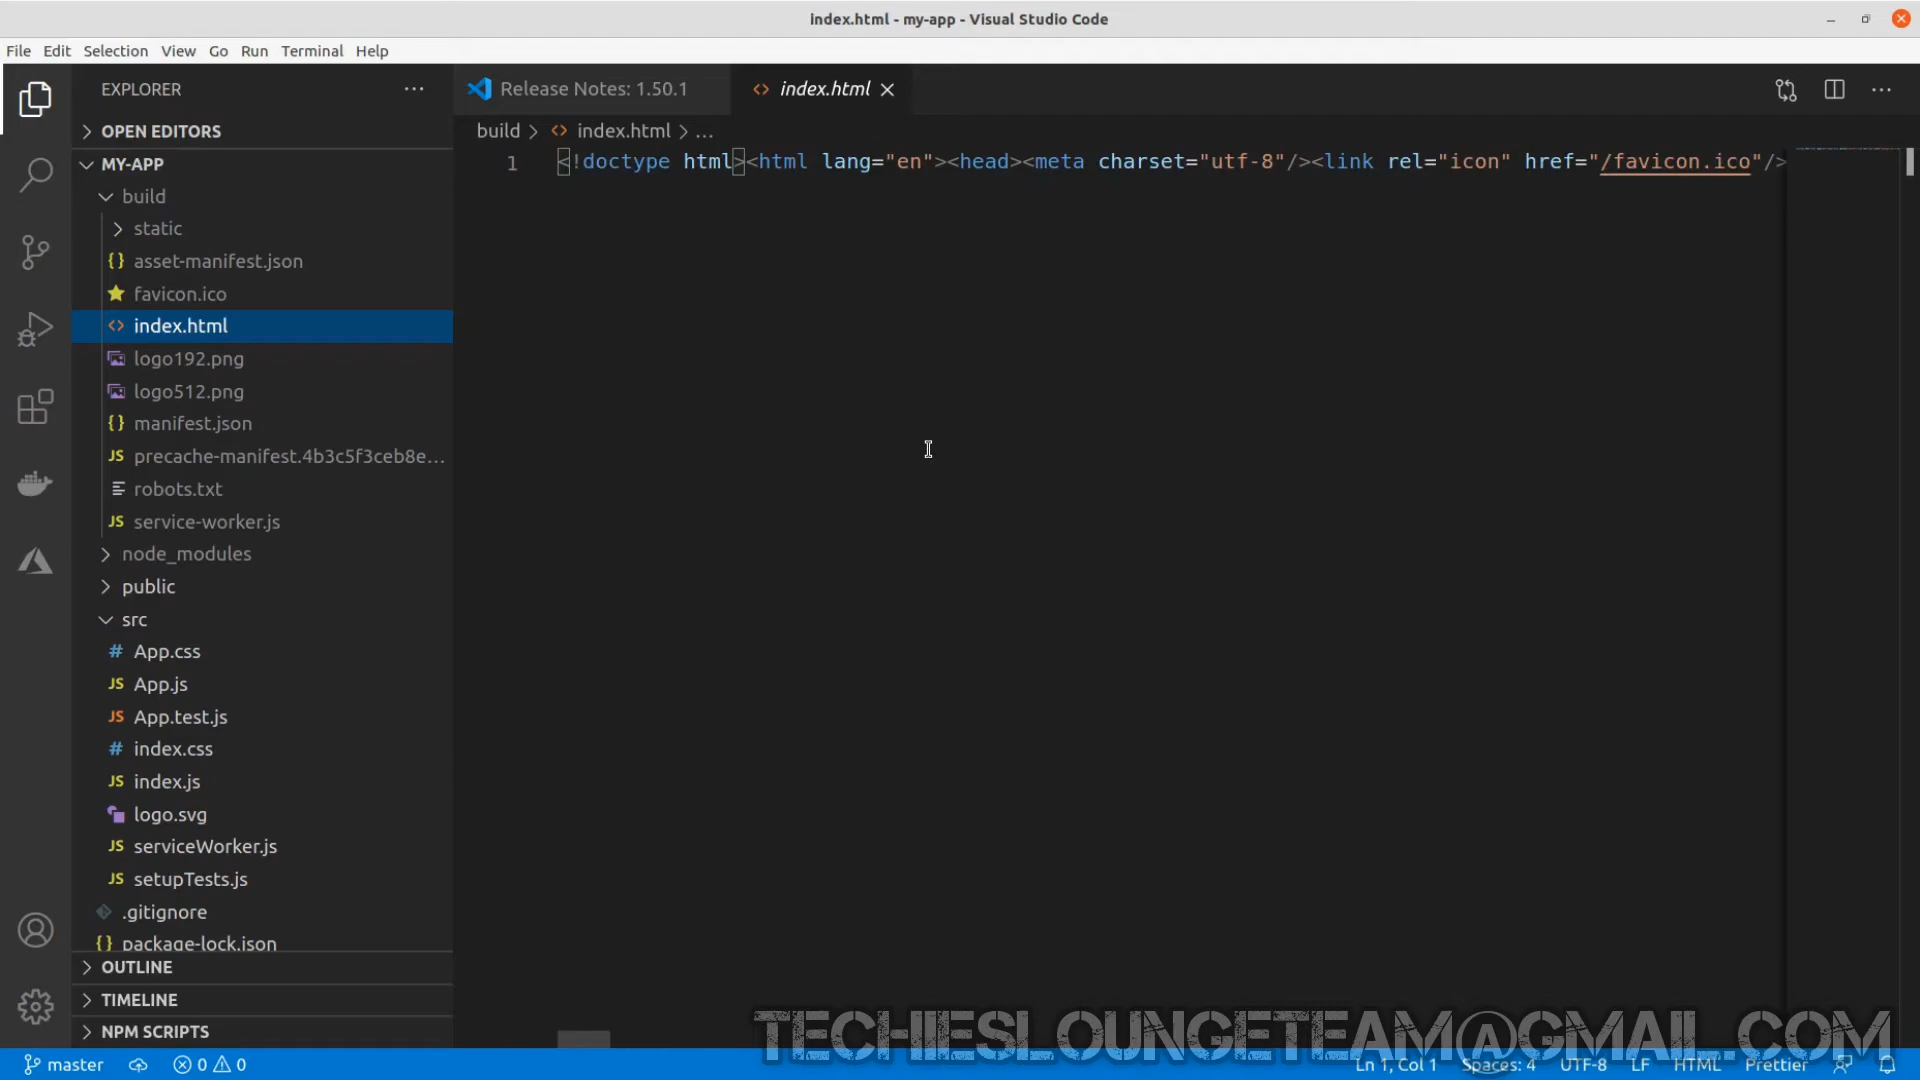 index.html - my-app - Visual Studio Code
File Edit Selection View Go Run Terminal Help
EXPLORER
OPEN EDITORS
MY-APP
build
static
asset-manifest.json
favicon.ico
index.html
logo192.png
logo512.png
manifest.json
precache-manifest.4b3c5f3ceb8e...
robots.txt
service-worker.js
node_modules
public
src
App.css
App.js
App.test.js
index.css
index.js
logo.svg
serviceWorker.js
setupTests.js
.gitignore
package-lock.json
OUTLINE
TIMELINE
NPM SCRIPTS
Release Notes: 1.50.1 index.html
build > index.html > ...
1 <!doctype html><html lang="en"><head><meta charset="utf-8"/><link rel="icon" href="/favicon.ico"/>
TECHIESLOUNGETEAM@GMAIL.COM
master 0 0 Ln 1, Col 1 Spaces: 4 UTF-8 LF HTML Prettier